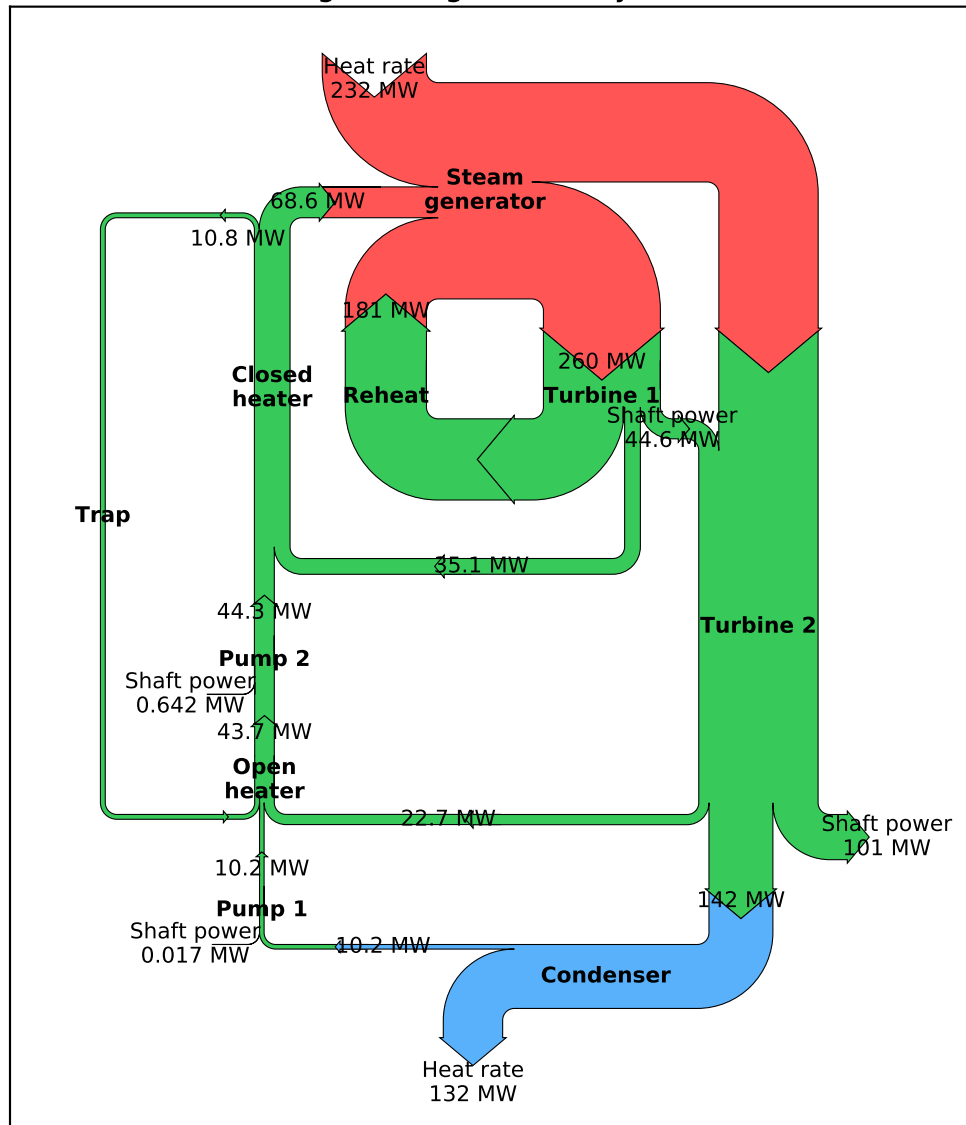 Heat rate
232 MW
Steam
generator
68.6 MW
10.8 MW
181 MW
260 MW
Closed
heater
Reheat
Turbine 1
Shaft power
44.6 MW
Trap
35.1 MW
44.3 MW
Turbine 2
Pump 2
Shaft power
0.642 MW
43.7 MW
Open
heater
22.7 MW
Shaft power
101 MW
10.2 MW
142 MW
Pump 1
Shaft power
0.017 MW
10.2 MW
Condenser
Heat rate
132 MW